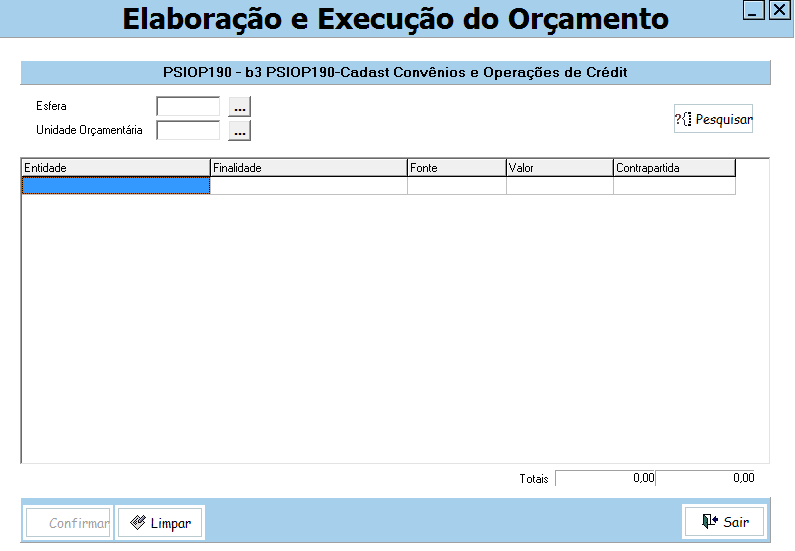 Elaboração e Execução do Orçamento
PSIOP190 - b3 PSIOP190-Cadast Convênios e Operações de Crédit
Esfera ...
Unidade Orçamentária ...
?{ Pesquisar
Entidade Finalidade Fonte Valor Contrapartida
Totais 0,00 0,00
Confirmar Limpar Sair